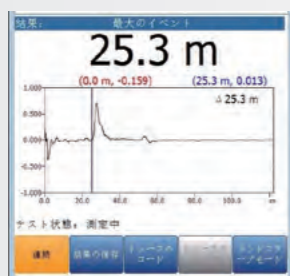 結果: 最大のイベント
25.3 m
(0.0 m, -0.159) (25.3 m, 0.013)
Δ 25.3 m
1.000
0.500
0.000
-0.500
-1.000
0.0 20.0 40.0 60.0 80.0 100.0 m
テスト状態: 測定中
連続 結果の保存